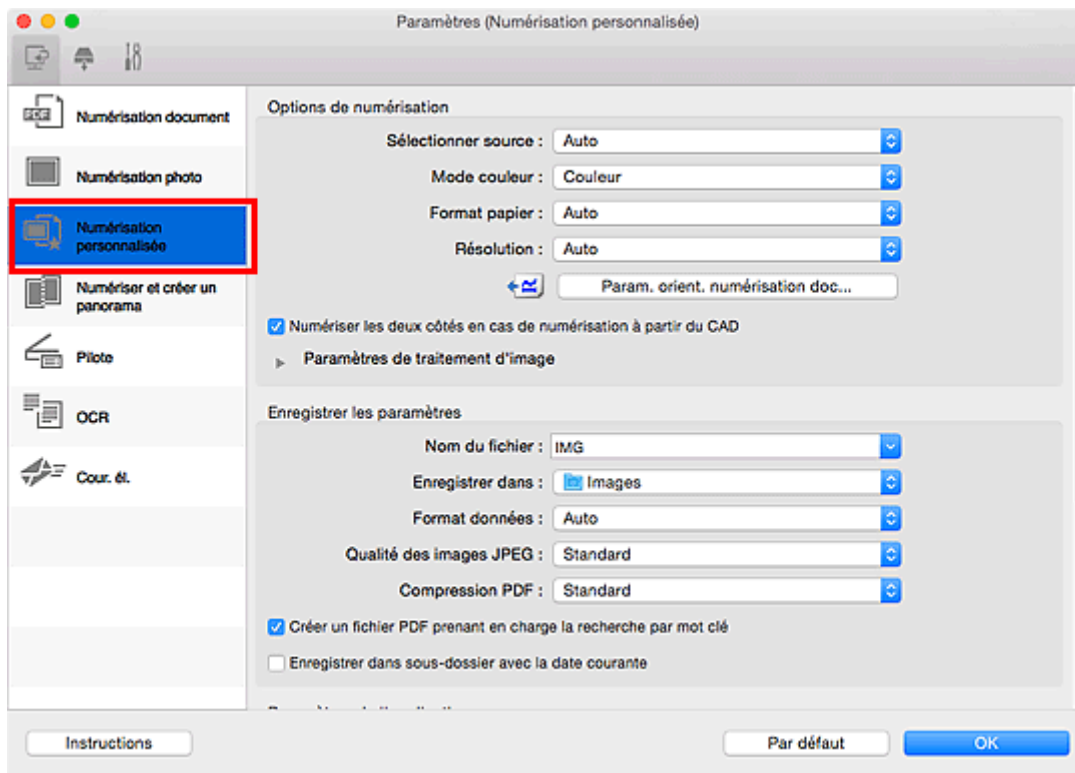 Paramètres (Numérisation personnalisée)
PDF
Numérisation document
Numérisation photo
Numérisation
personnalisée
Numériser et créer un
panorama
Pilote
OCR
Cour. él.
Options de numérisation
Sélectionner source : Auto
Mode couleur : Couleur
Format papier : Auto
Résolution : Auto
Param. orient. numérisation doc...
Numériser les deux côtés en cas de numérisation à partir du CAD
Paramètres de traitement d'image
Enregistrer les paramètres
Nom du fichier : IMG
Enregistrer dans : Images
Format données : Auto
Qualité des images JPEG : Standard
Compression PDF : Standard
Créer un fichier PDF prenant en charge la recherche par mot clé
Enregistrer dans sous-dossier avec la date courante
Instructions
Par défaut
OK